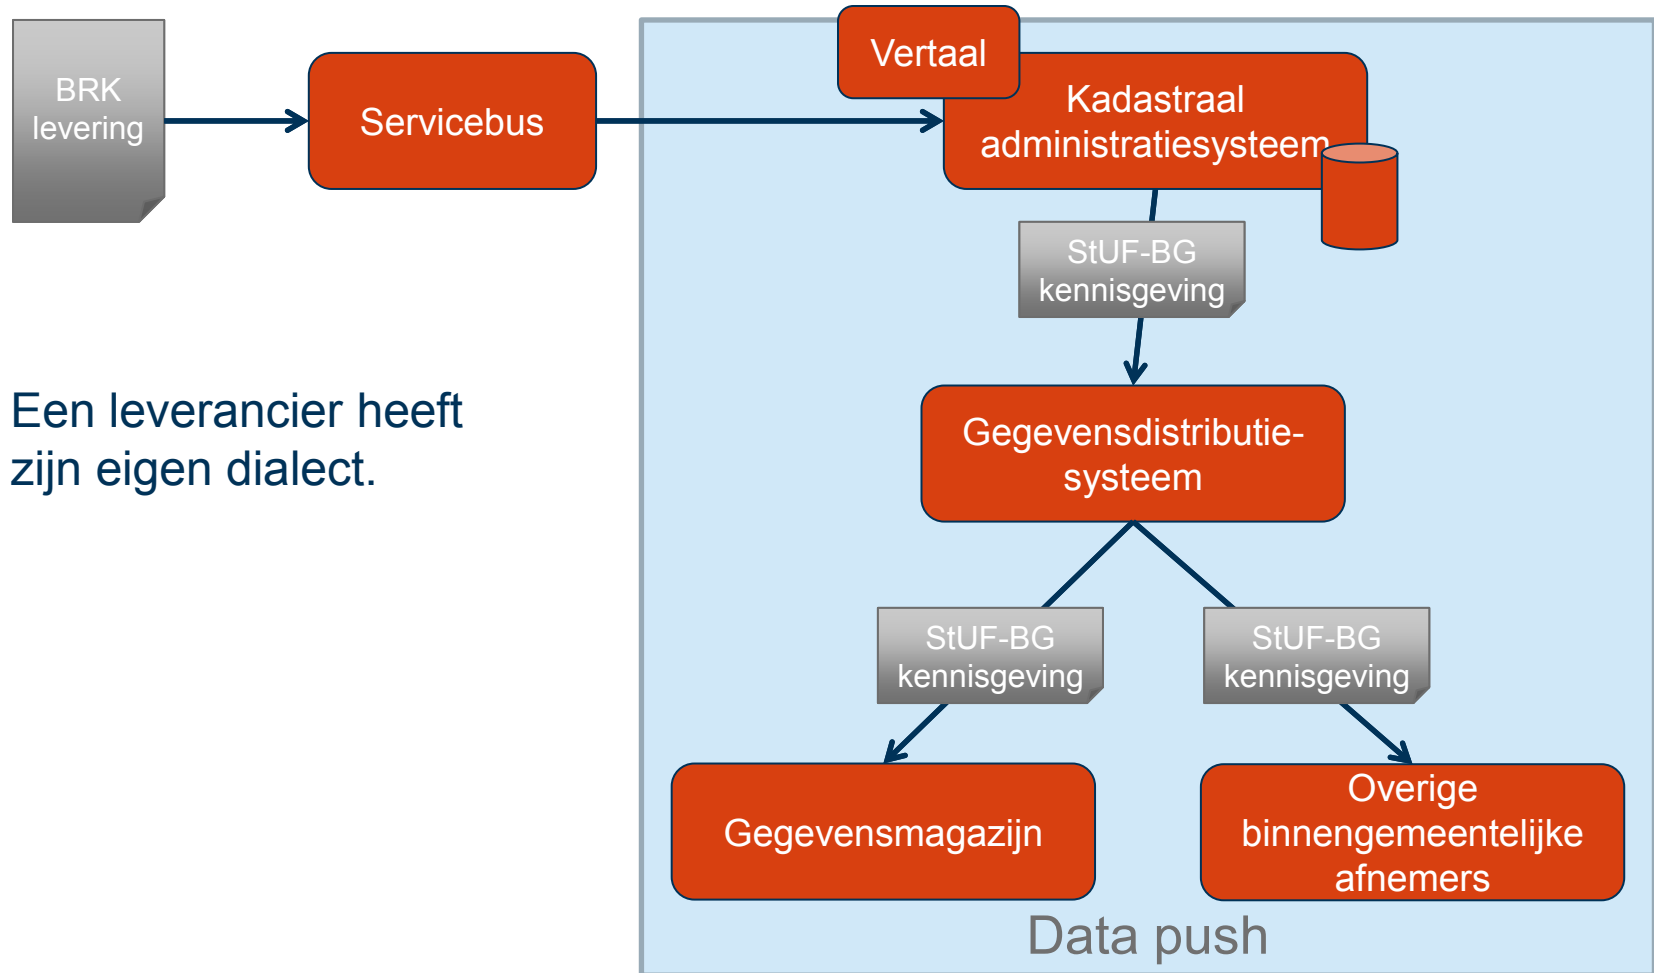 BRK
levering
Servicebus
Vertaal
Kadastraal
administratiesysteem
StUF-BG
kennisgeving
Een leverancier heeft
zijn eigen dialect.
Gegevensdistributie-
systeem
StUF-BG
kennisgeving
StUF-BG
kennisgeving
Gegevensmagazijn
Overige
binnengemeentelijke
afnemers
Data push